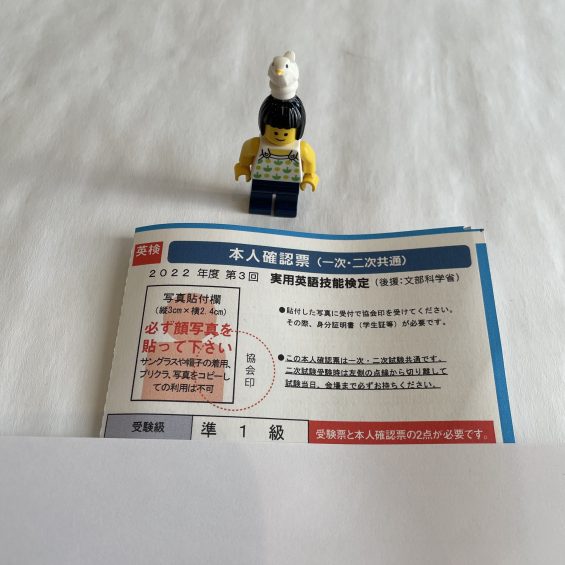 英検
本人確認票(一次・二次共通)
2022年度 第3回 実用英語技能検定(後援:文部科学省)
写真貼付欄
(縦3cm×横2.4cm)
必ず顔写真を
貼って下さい
サングラスや帽子の着用、
プリクラ、写真をコピーし
ての利用は不可
協会印
●貼付した写真に受付で協会印を受けてください。
その際、身分証明書(学生証等)が必要です。
●この本人確認票は一次・二次試験共通です。
二次試験受験時は左側の点線から切り離して
試験当日、会場まで必ずお持ちください。
受験級
準1級
受験票と本人確認票の2点が必要です。